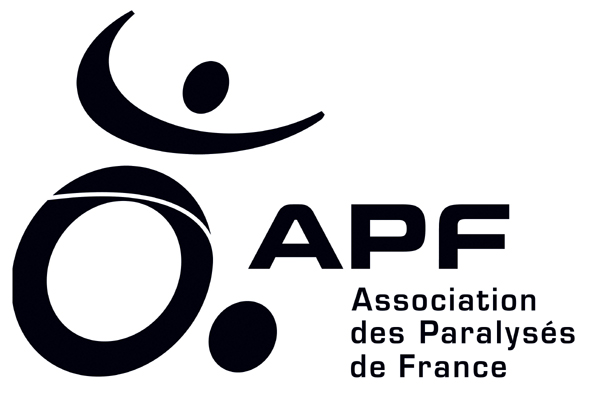 APF
Association
des Paralysés
de France